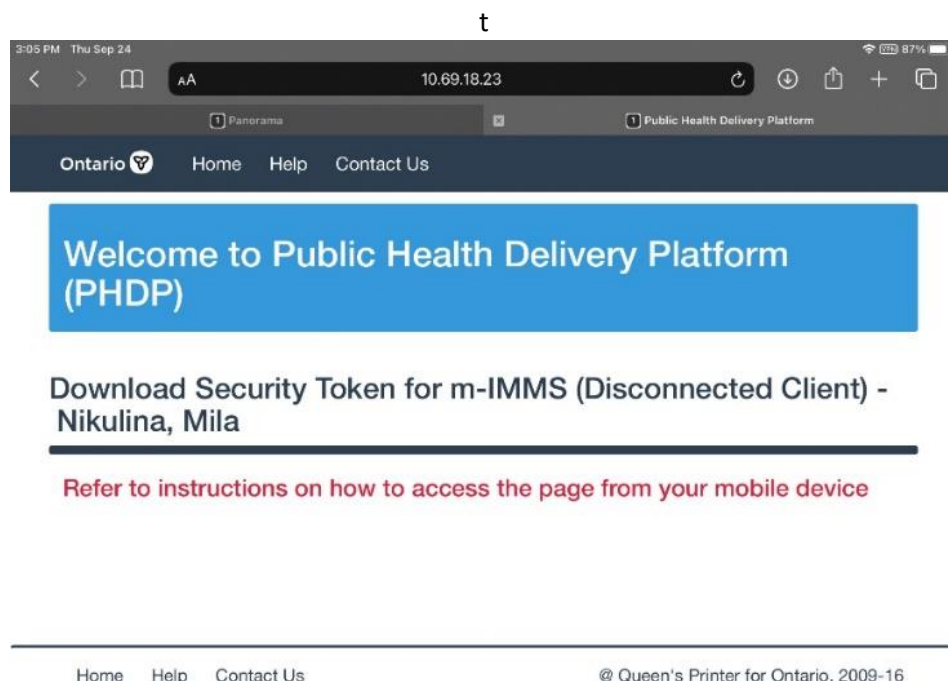 t
3:05 PM Thu Sep 24
VPN 87%
AA 10.69.18.23
1 Panorama
1 Public Health Delivery Platform
Ontario Home Help Contact Us
Welcome to Public Health Delivery Platform
(PHDP)
Download Security Token for m-IMMS (Disconnected Client) -
Nikulina, Mila
Refer to instructions on how to access the page from your mobile device
Home Help Contact Us
@ Queen's Printer for Ontario, 2009-16